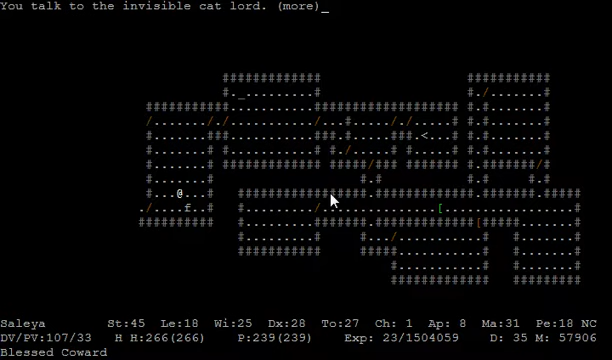 You talk to the invisible cat lord. (more)_
Saleya St:45 Le:18 Wi:25 Dx:28 To:27 Ch: 1 Ap: 8 Ma:31 Pe:18 NC
DV/PV:107/33 H H:266(266) P:239(239) Exp: 23/1504059 D: 35 M: 57906
Blessed Coward